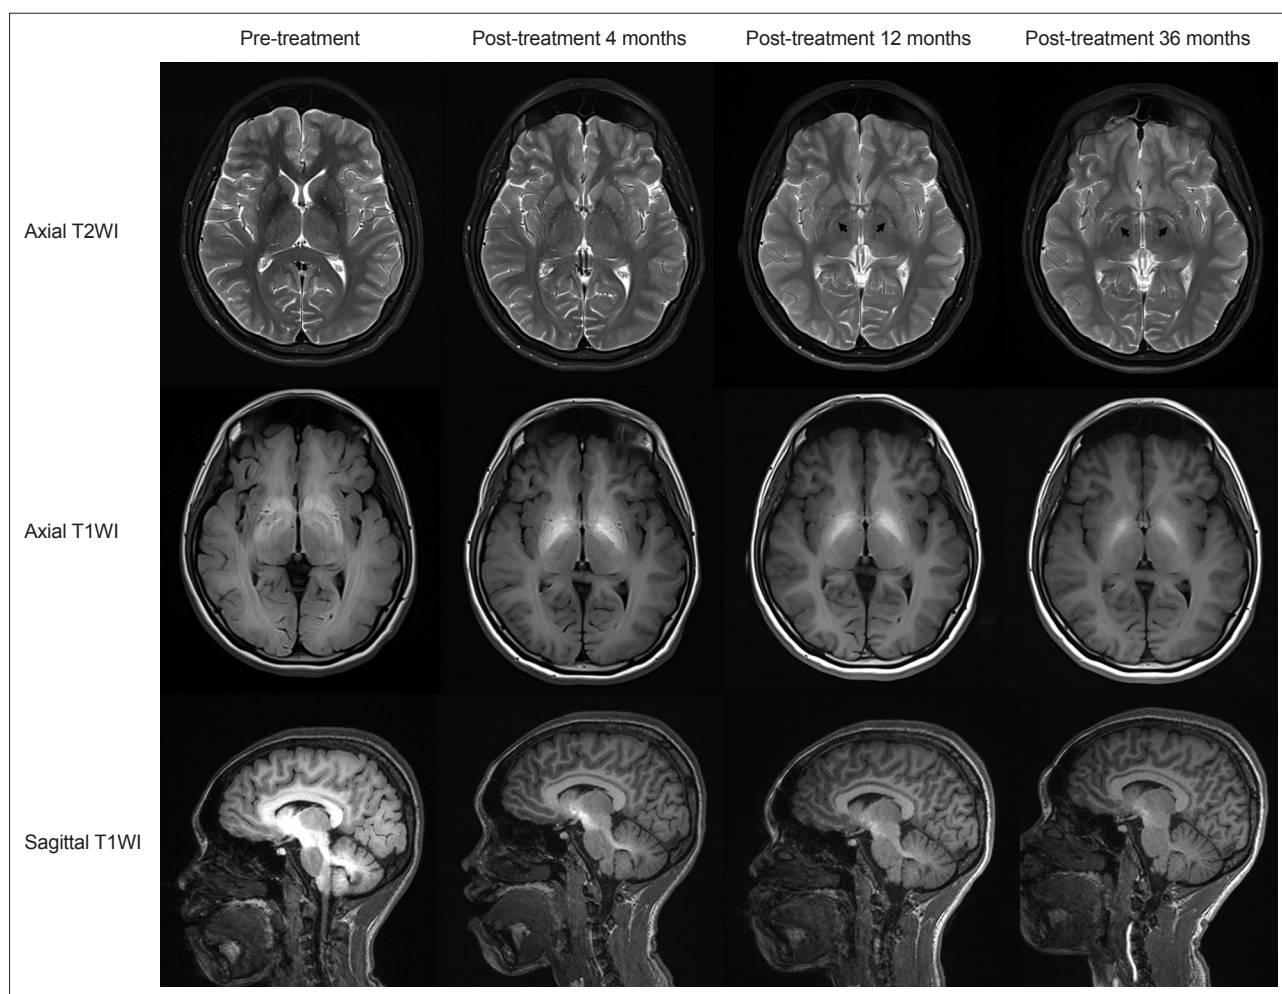 Pre-treatment
Post-treatment 4 months
Post-treatment 12 months
Post-treatment 36 months
Axial T2WI
Axial T1WI
Sagittal T1WI